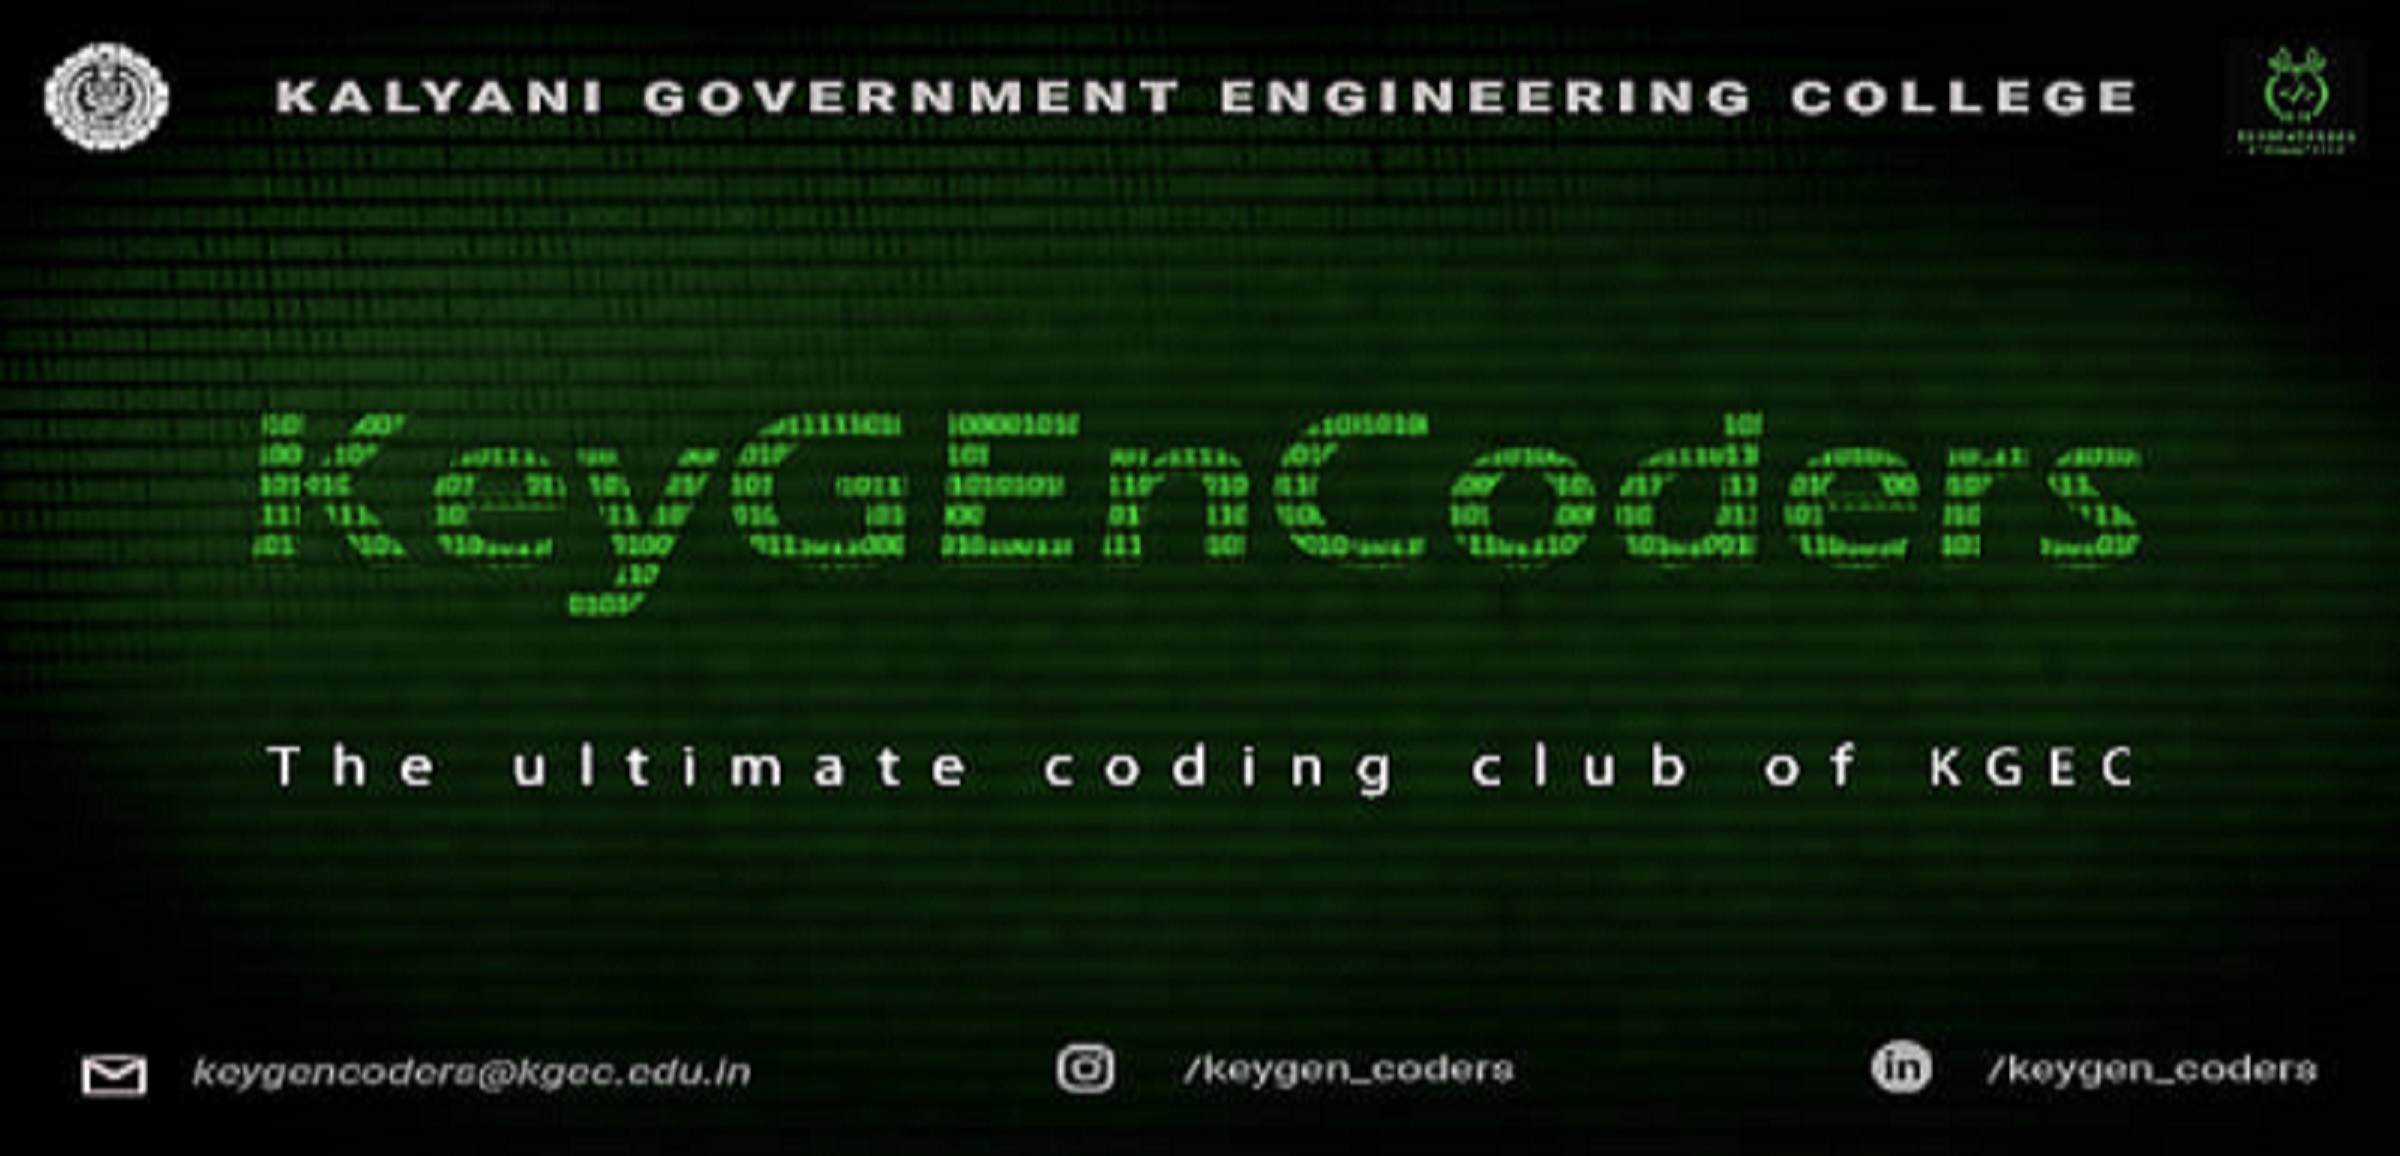 KALYANI GOVERNMENT ENGINEERING COLLEGE
KeyGEnCoders
The ultimate coding club of KGEC
keygencoders@kgec.edu.in
/keygen_coders
/keygen_coders